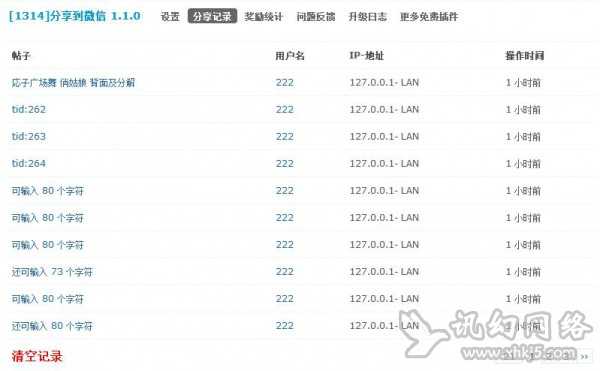 [1314]分享到微信 1.1.0 设置 分享记录 奖励统计 问题反馈 升级日志 更多免费插件
帖子 用户名 IP-地址 操作时间
応子广场舞 俏姑娘 背面及分解 222 127.0.0.1- LAN 1 小时前
tid:262 222 127.0.0.1- LAN 1 小时前
tid:263 222 127.0.0.1- LAN 1 小时前
tid:264 222 127.0.0.1- LAN 1 小时前
可输入 80 个字符 222 127.0.0.1- LAN 1 小时前
可输入 80 个字符 222 127.0.0.1- LAN 1 小时前
可输入 80 个字符 222 127.0.0.1- LAN 1 小时前
还可输入 73 个字符 222 127.0.0.1- LAN 1 小时前
可输入 80 个字符 222 127.0.0.1- LAN 1 小时前
还可输入 80 个字符 222 127.0.0.1- LAN 1 小时前
讯幻网络
清空记录 ››
www.xhkj5.com